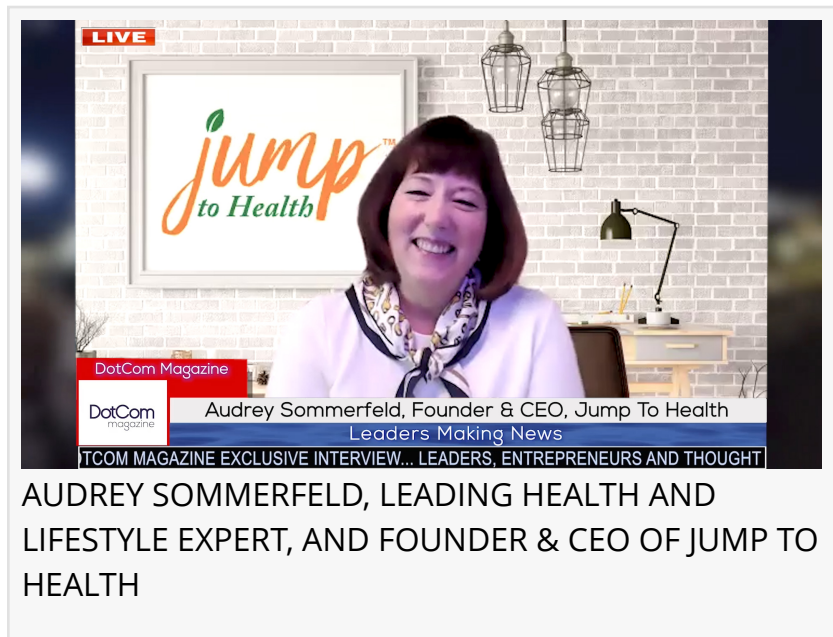 LIVE
jump™
to Health
DotCom Magazine
DotCom
magazine
Audrey Sommerfeld, Founder & CEO, Jump To Health
Leaders Making News
TCOM MAGAZINE EXCLUSIVE INTERVIEW... LEADERS, ENTREPRENEURS AND THOUGHT
AUDREY SOMMERFELD, LEADING HEALTH AND
LIFESTYLE EXPERT, AND FOUNDER & CEO OF JUMP TO
HEALTH